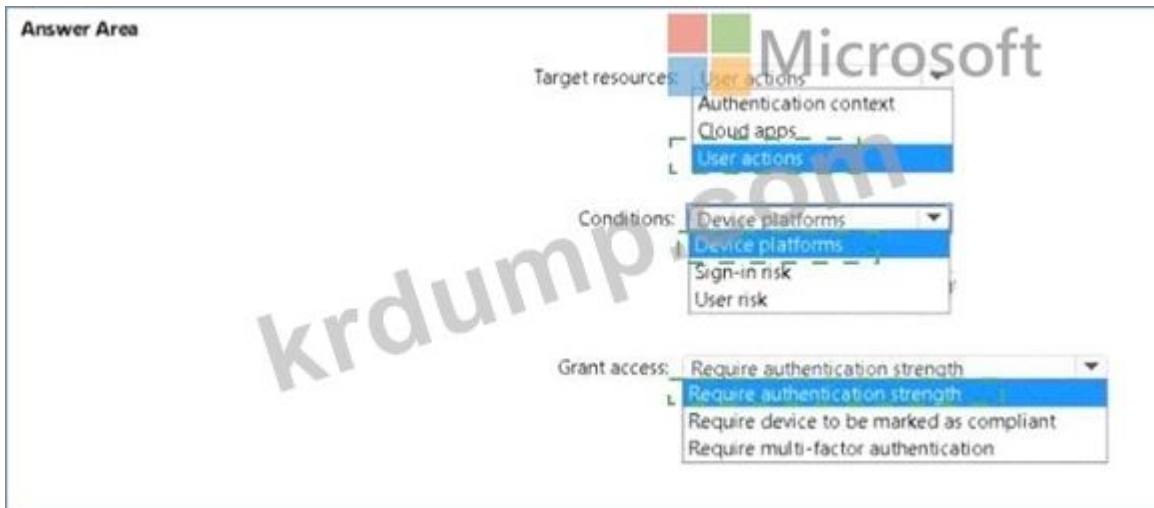 Answer Area
Microsoft
Target resources: User actions
Authentication context
Cloud apps
User actions
Conditions: Device platforms
Device platforms
Sign-in risk
User risk
krdump.com
Grant access: Require authentication strength
Require authentication strength
Require device to be marked as compliant
Require multi-factor authentication